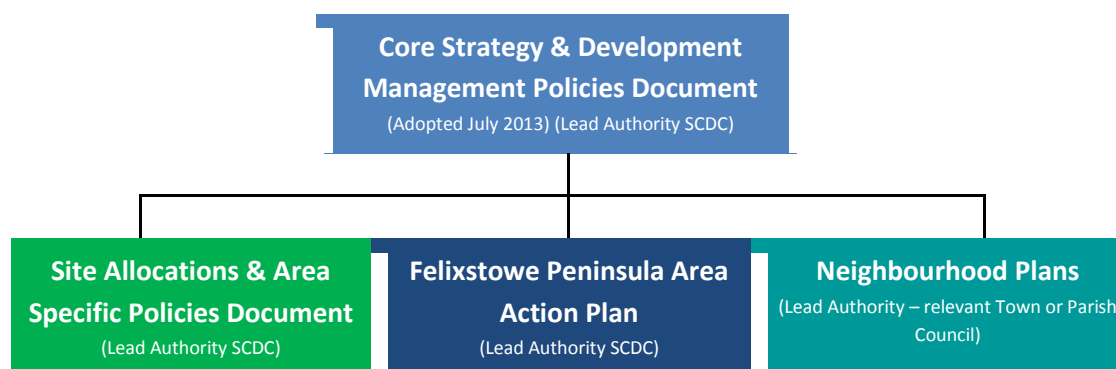 Core Strategy & Development
Management Policies Document
(Adopted July 2013) (Lead Authority SCDC)
Site Allocations & Area
Specific Policies Document
(Lead Authority SCDC)
Felixstowe Peninsula Area
Action Plan
(Lead Authority SCDC)
Neighbourhood Plans
(Lead Authority – relevant Town or Parish
Council)